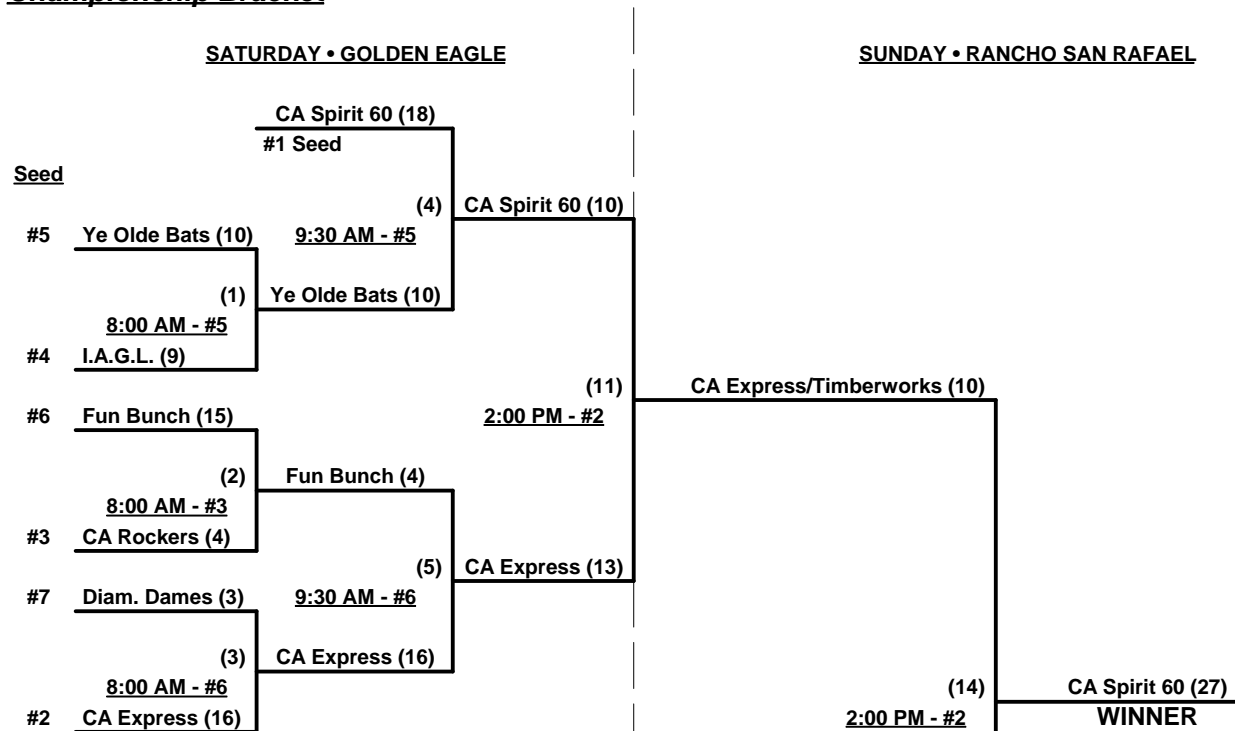 Championship Bracket
SATURDAY • GOLDEN EAGLE
SUNDAY • RANCHO SAN RAFAEL
CA Spirit 60 (18)
#1 Seed
Seed
(4) CA Spirit 60 (10)
#5 Ye Olde Bats (10) 9:30 AM - #5
(1) Ye Olde Bats (10)
8:00 AM - #5
#4 I.A.G.L. (9)
(11) CA Express/Timberworks (10)
#6 Fun Bunch (15) 2:00 PM - #2
(2) Fun Bunch (4)
8:00 AM - #3
#3 CA Rockers (4)
(5) CA Express (13)
#7 Diam. Dames (3) 9:30 AM - #6
(3) CA Express (16)
8:00 AM - #6 (14) CA Spirit 60 (27)
#2 CA Express (16) 2:00 PM - #2 WINNER